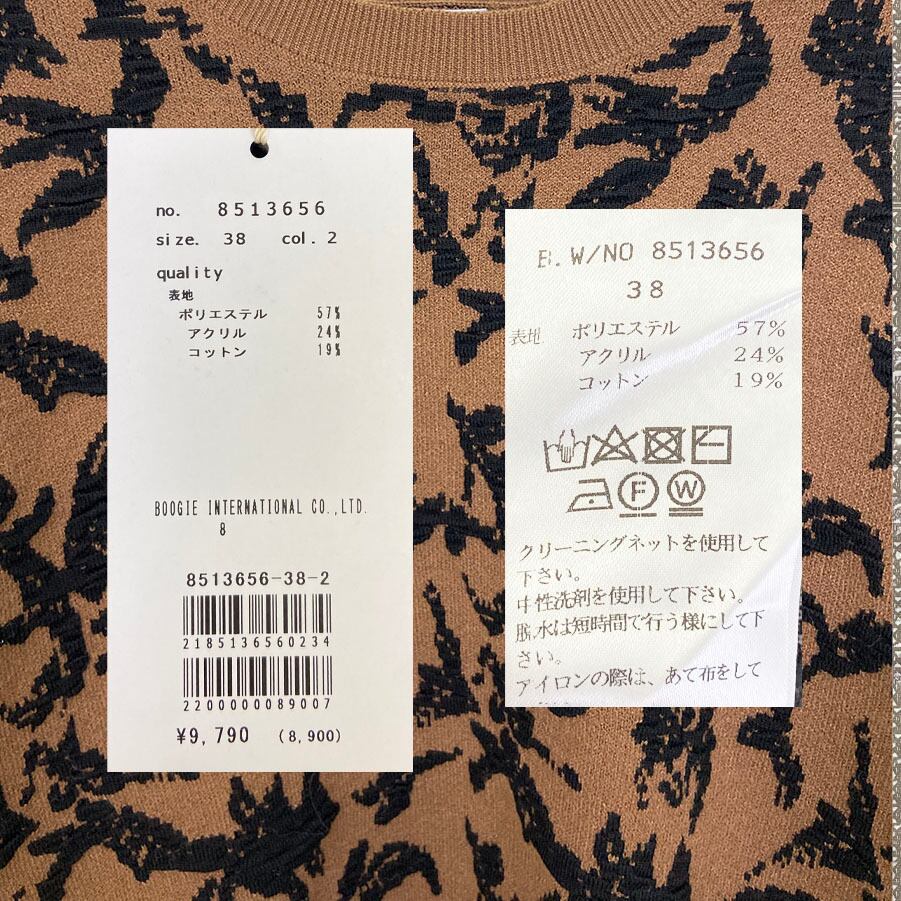 no. 8513656
size. 38 col. 2
quality
表地
ポリエステル 57%
アクリル 24%
コットン 19%
BOOGIE INTERNATIONAL CO.,LTD.
8
8513656-38-2
2185136560234
2200000089007
¥9,790 (8,900)
B.W/NO 8513656
38
表地 ポリエステル 57%
アクリル 24%
コットン 19%
F W
クリーニングネットを使用して
下さい。
中性洗剤を使用して下さい。
脱水は短時間で行う様にして下
さい。
アイロンの際は、あて布をして